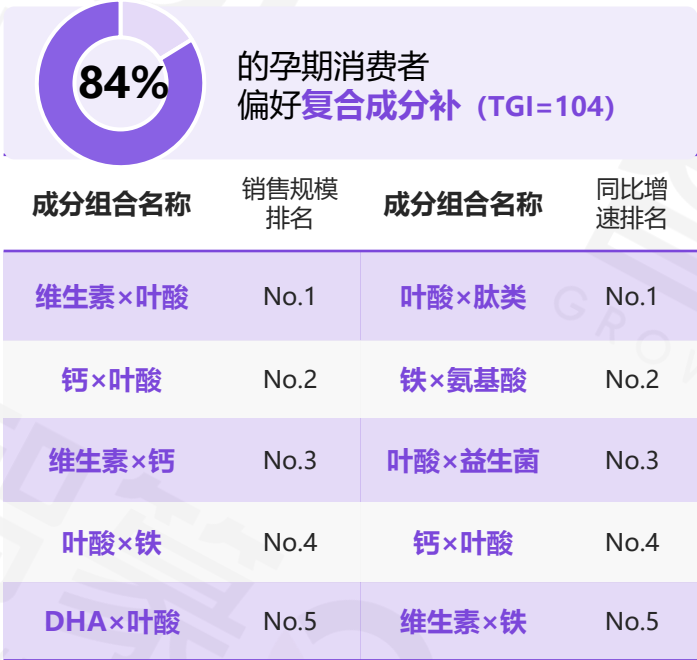 84%
的孕期消费者
偏好复合成分补（TGI=104）
成分组合名称 销售规模排名 成分组合名称 同比增速排名
维生素×叶酸 No.1 叶酸×肽类 No.1
钙×叶酸 No.2 铁×氨基酸 No.2
维生素×钙 No.3 叶酸×益生菌 No.3
叶酸×铁 No.4 钙×叶酸 No.4
DHA×叶酸 No.5 维生素×铁 No.5